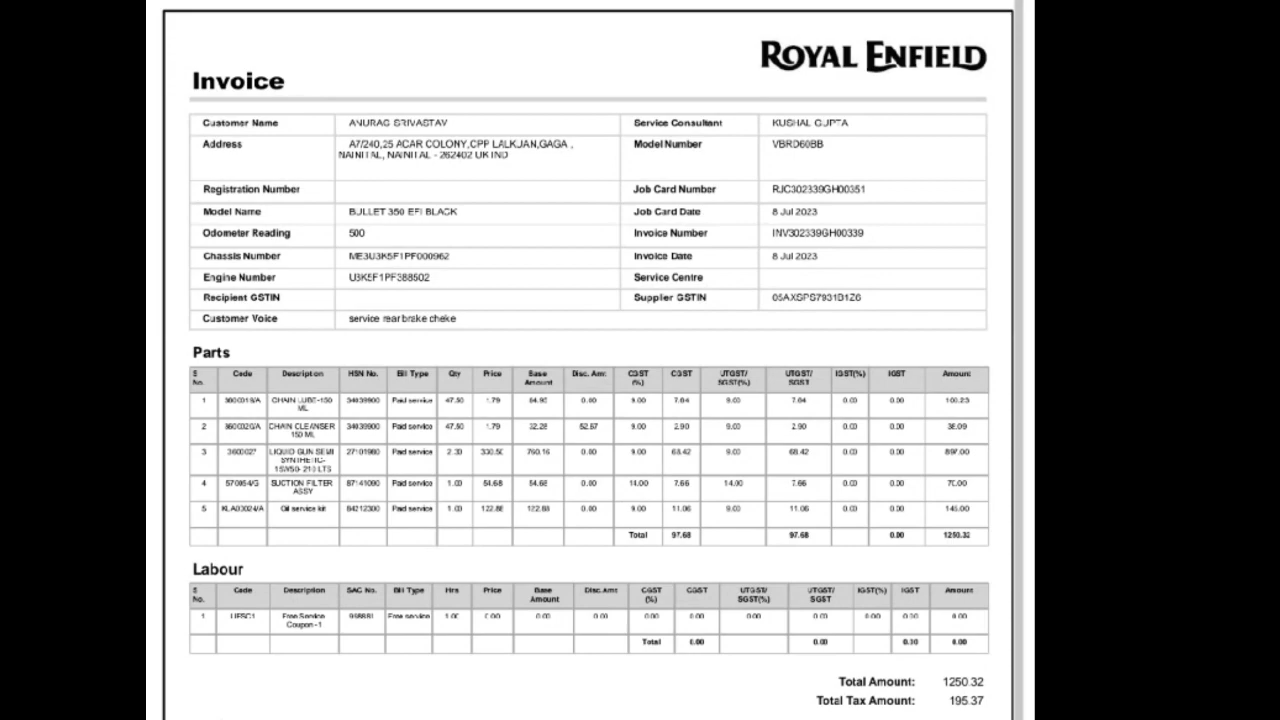 ROYAL ENFIELD
Invoice
Customer Name ANURAG SRIVASTAV Service Consultant KUSHAL GUPTA
Address A7/240,25 ACAR COLONY,CPP LALKUAN,GAGA , Model Number
NAINITAL, NAINITAL - 262402 UK IND
Registration Number Job Card Number RJC302339GH00351
Model Name BULLET 350 EFI BLACK Job Card Date 8 Jul 2023
Odometer Reading 500 Invoice Number INV302339GH00339
Chassis Number ME3U3K5F1PF000962 Invoice Date 8 Jul 2023
Engine Number U3K5F1PF388502 Service Centre
Recipient GSTIN Supplier GSTIN
Customer Voice service rear brake cheke
Parts
S No. Code Description HSN No. Bill Type Qty Price Base Amount Disc. Amt CGST (%) CGST UTGST/ SGST(%) UTGST/ SGST IGST(%) IGST Amount
1 CHAIN LUBE-150 ML 34039900 Paid service 47.50 1.79 84.95 0.00 9.00 7.64 9.00 7.64 0.00 0.00 100.23
2 CHAIN CLEANSER 150 ML 34039900 Paid service 47.50 1.79 32.28 52.67 9.00 2.90 9.00 2.90 0.00 0.00 38.09
3 LIQUID GUN SEMI SYNTHETIC- 15W50- 210 LTS 27101980 Paid service 2.30 330.50 760.16 0.00 9.00 68.42 9.00 68.42 0.00 0.00 897.00
4 SUCTION FILTER ASSY 87141090 Paid service 1.00 54.68 54.68 0.00 14.00 7.66 14.00 7.66 0.00 0.00 70.00
5 Oil service kit 84212300 Paid service 1.00 122.88 122.88 0.00 9.00 11.06 9.00 11.06 0.00 0.00 145.00
Total 97.68 97.68 0.00 1250.32
Labour
S No. Code Description SAC No. Bill Type Hrs Price Base Amount Disc.Amt CGST (%) CGST UTGST/ SGST(%) UTGST/ SGST IGST(%) IGST Amount
1 Free Service Coupon -1 Free service 1.00 0.00 0.00 0.00 0.00 0.00 0.00 0.00 0.00 0.00 0.00
Total 0.00 0.00 0.00 0.00
Total Amount: 1250.32
Total Tax Amount: 195.37